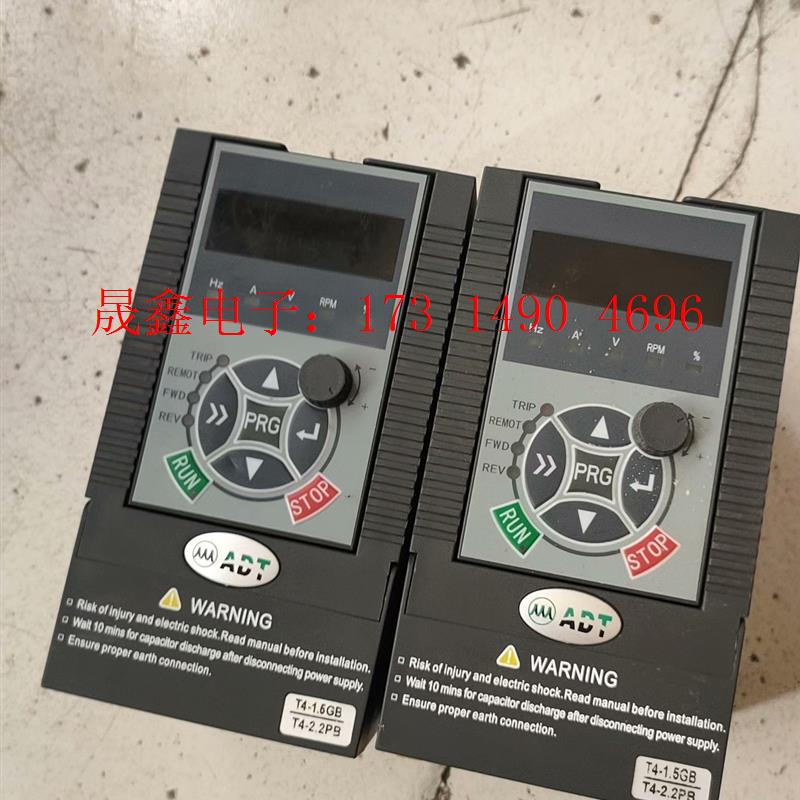 Hz A V RPM %
晟鑫电子：173 1490 4696
TRIP
REMOT
FWD
REV
PRG
RUN
STOP
ADT
WARNING
Risk of injury and electric shock.Read manual before installation.
Wait 10 mins for capacitor discharge after disconnecting power supply.
Ensure proper earth connection.
T4-1.5GB
T4-2.2PB
Hz A V RPM %
TRIP
REMOT
FWD
REV
PRG
RUN
STOP
ADT
WARNING
Risk of injury and electric shock.Read manual before installation.
Wait 10 mins for capacitor discharge after disconnecting power supply.
Ensure proper earth connection.
T4-1.5GB
T4-2.2PB